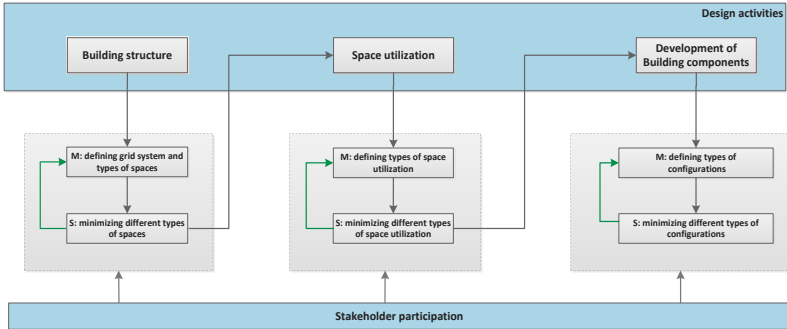 Design activities
Building structure
Space utilization
Development of
Building components
M: defining grid system and
types of spaces
M: defining types of space
utilization
M: defining types of
configurations
S: minimizing different types
of spaces
S: minimizing different types
of space utilization
S: minimizing different types of
configurations
Stakeholder participation